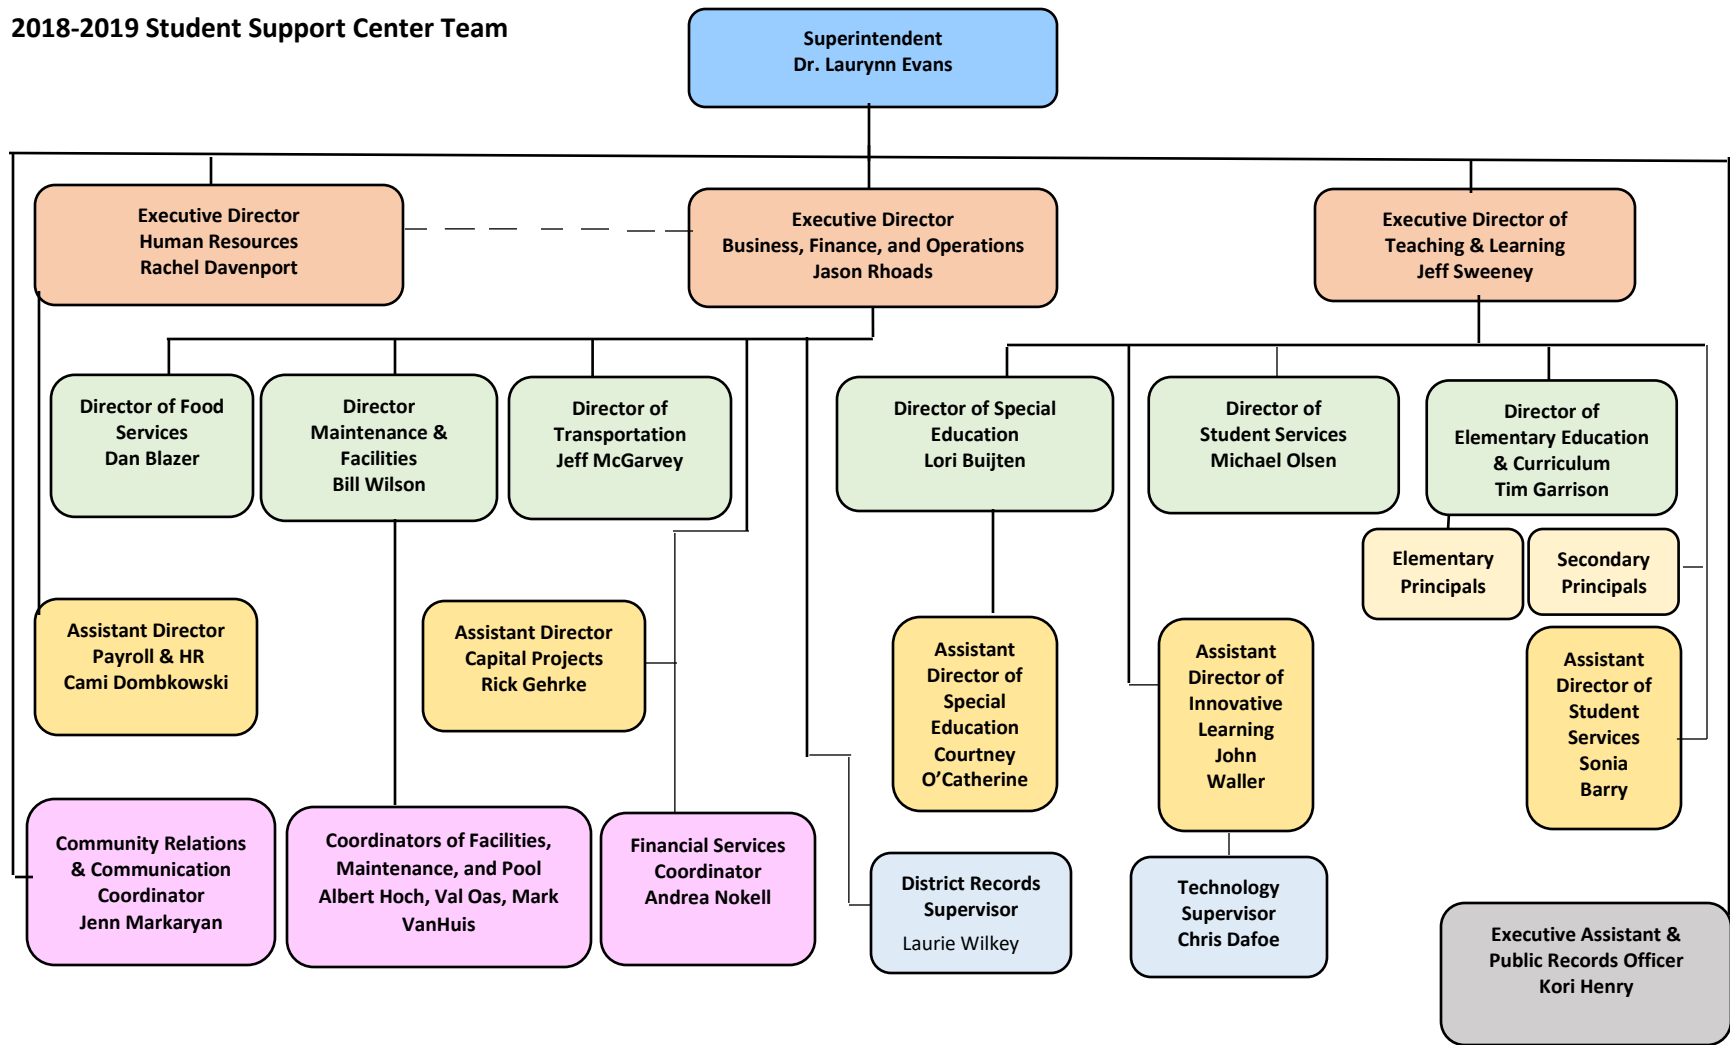 2018-2019 Student Support Center Team
Superintendent
Dr. Laurynn Evans
Executive Director
Human Resources
Rachel Davenport
Executive Director
Business, Finance, and Operations
Jason Rhoads
Executive Director of
Teaching & Learning
Jeff Sweeney
Director of Food
Services
Dan Blazer
Director
Maintenance &
Facilities
Bill Wilson
Director of
Transportation
Jeff McGarvey
Director of Special
Education
Lori Buijten
Director of
Student Services
Michael Olsen
Director of
Elementary Education
& Curriculum
Tim Garrison
Elementary
Principals
Secondary
Principals
Assistant Director
Payroll & HR
Cami Dombkowski
Assistant Director
Capital Projects
Rick Gehrke
Assistant
Director of
Special
Education
Courtney
O’Catherine
Assistant
Director of
Innovative
Learning
John
Waller
Assistant
Director of
Student
Services
Sonia
Barry
Community Relations
& Communication
Coordinator
Jenn Markaryan
Coordinators of Facilities,
Maintenance, and Pool
Albert Hoch, Val Oas, Mark
VanHuis
Financial Services
Coordinator
Andrea Nokell
District Records
Supervisor
Laurie Wilkey
Technology
Supervisor
Chris Dafoe
Executive Assistant &
Public Records Officer
Kori Henry